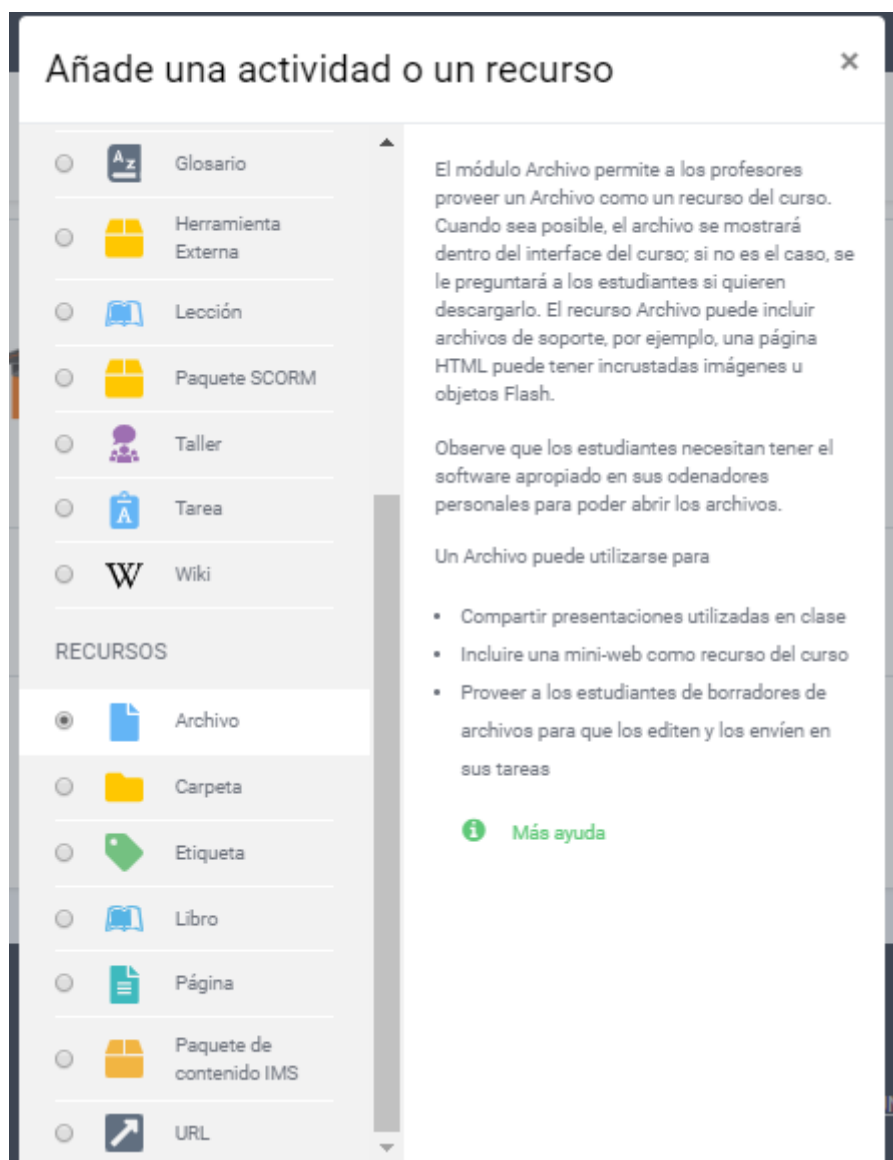 Añade una actividad o un recurso
×
Glosario
Herramienta
Externa
Lección
Paquete SCORM
Taller
Tarea
Wiki
RECURSOS
Archivo
Carpeta
Etiqueta
Libro
Página
Paquete de
contenido IMS
URL
El módulo Archivo permite a los profesores
proveer un Archivo como un recurso del curso.
Cuando sea posible, el archivo se mostrará
dentro del interface del curso; si no es el caso, se
le preguntará a los estudiantes si quieren
descargarlo. El recurso Archivo puede incluir
archivos de soporte, por ejemplo, una página
HTML puede tener incrustadas imágenes u
objetos Flash.
Observe que los estudiantes necesitan tener el
software apropiado en sus odenadores
personales para poder abrir los archivos.
Un Archivo puede utilizarse para
• Compartir presentaciones utilizadas en clase
• Incluire una mini-web como recurso del curso
• Proveer a los estudiantes de borradores de
archivos para que los editen y los envíen en
sus tareas
Más ayuda